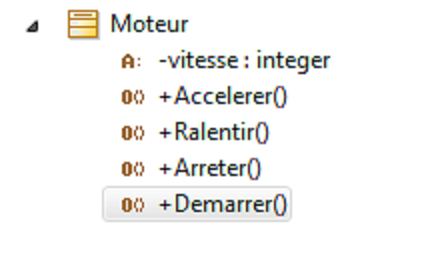 Moteur
A: -vitesse : integer
O() +Accelerer()
O() +Ralentir()
O() +Arreter()
O() +Demarrer()